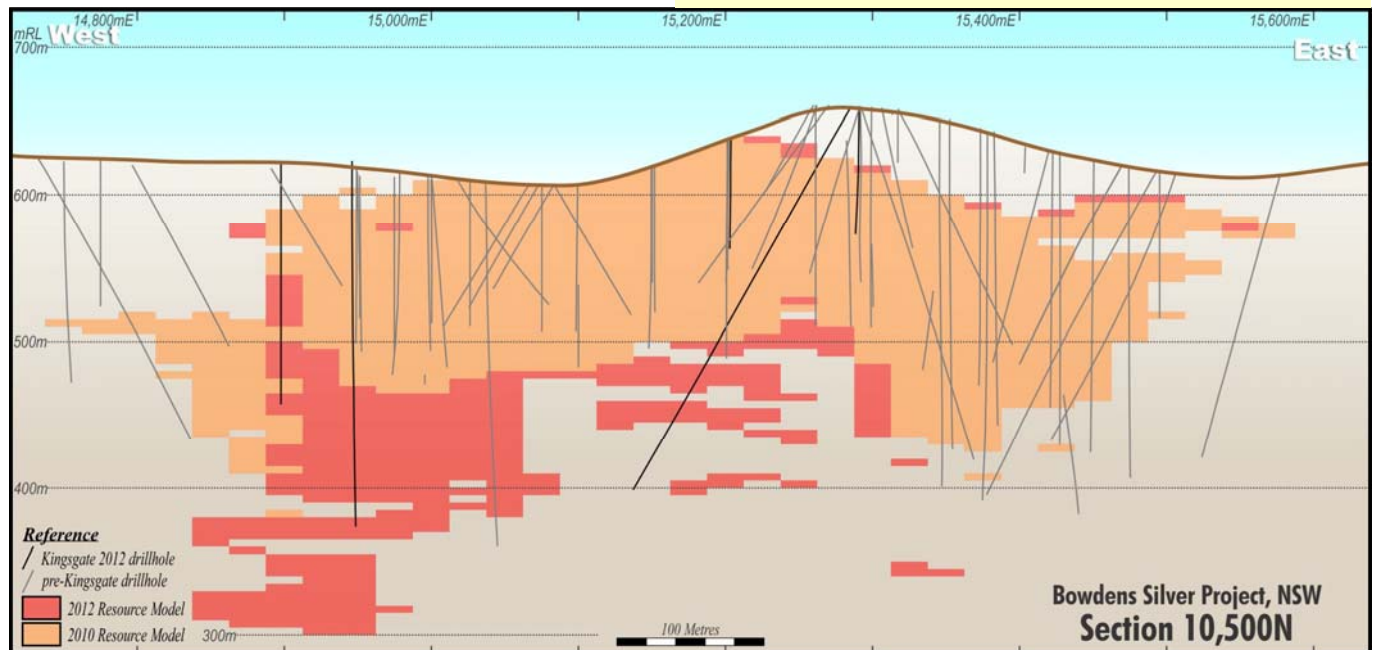 14,800mE 15,000mE 15,200mE 15,400mE 15,600mE
mRL West East
700m
600m
500m
400m
Reference
Kingsgate 2012 drillhole
pre-Kingsgate drillhole
2012 Resource Model
2010 Resource Model
300m
100 Metres
Bowdens Silver Project, NSW
Section 10,500N